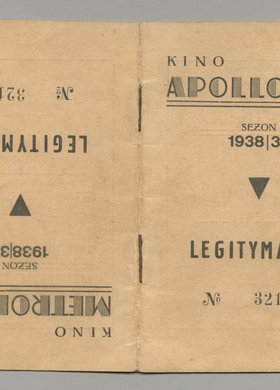 KINO
APOLLO
SEZON
1938|3
LEGITYMA
№ 321
KINO
METRO
SEZON
1938|3
LEGITYM
№ 321